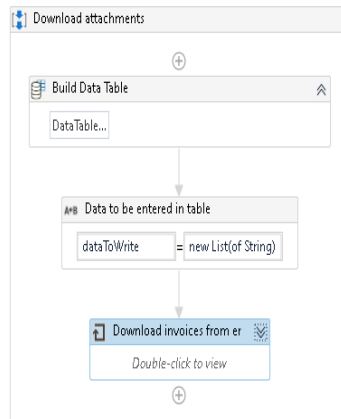 Download attachments
Build Data Table
DataTable...
A+B Data to be entered in table
dataToWrite = new List(of String)
Download invoices from er
Double-click to view